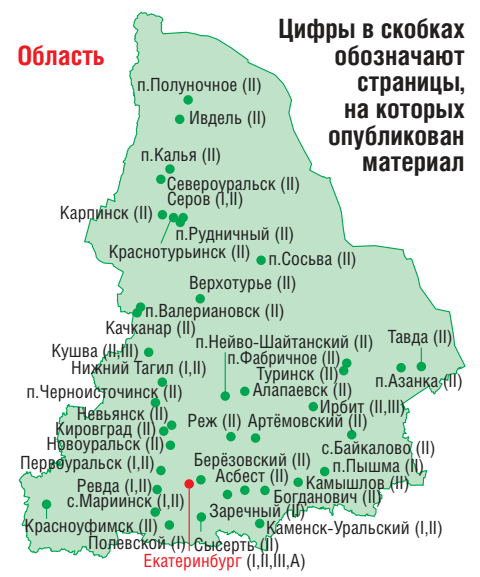 Область
Цифры в скобках
обозначают
страницы,
на которых
опубликован
материал
п.Полуночное (II)
Ивдель (II)
п.Калья (II)
Североуральск (II)
Серов (I,II)
Карпинск (II)
п.Рудничный (II)
Краснотурьинск (II)
п.Сосьва (II)
Верхотурье (II)
п.Валериановск (II)
Качканар (II)
п.Нейво-Шайтанский (II)
Тавда (II)
Кушва (II,III)
п.Фабричное (II)
Нижний Тагил (I,II)
Туринск (II)
п.Азанка (II)
п.Черноисточинск (II)
Алапаевск (II)
Ирбит (II,III)
Невьянск (II)
Реж (II)
Артёмовский (II)
Кировград (II)
Новоуральск (II)
с.Байкалово (II)
Первоуральск (I,II)
Берёзовский (II)
п.Пышма (II)
Асбест (II)
Камышлов (II)
Ревда (I,II)
Богданович (II)
с.Мариинск (I,II)
Заречный (II)
Красноуфимск (II)
Каменск-Уральский (I,II)
Полевской (I)
Сысерть (II)
Екатеринбург (I,II,III,А)